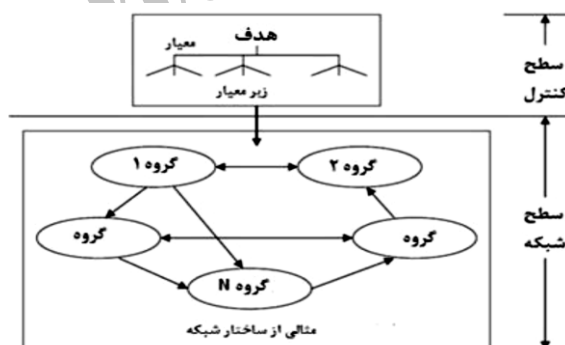 هدف
معیار
زیر معیار
سطح
کنترل
گروه ۱
گروه ۲
گروه
گروه
گروه N
سطح
شبکه
مثالی از ساختار شبکه